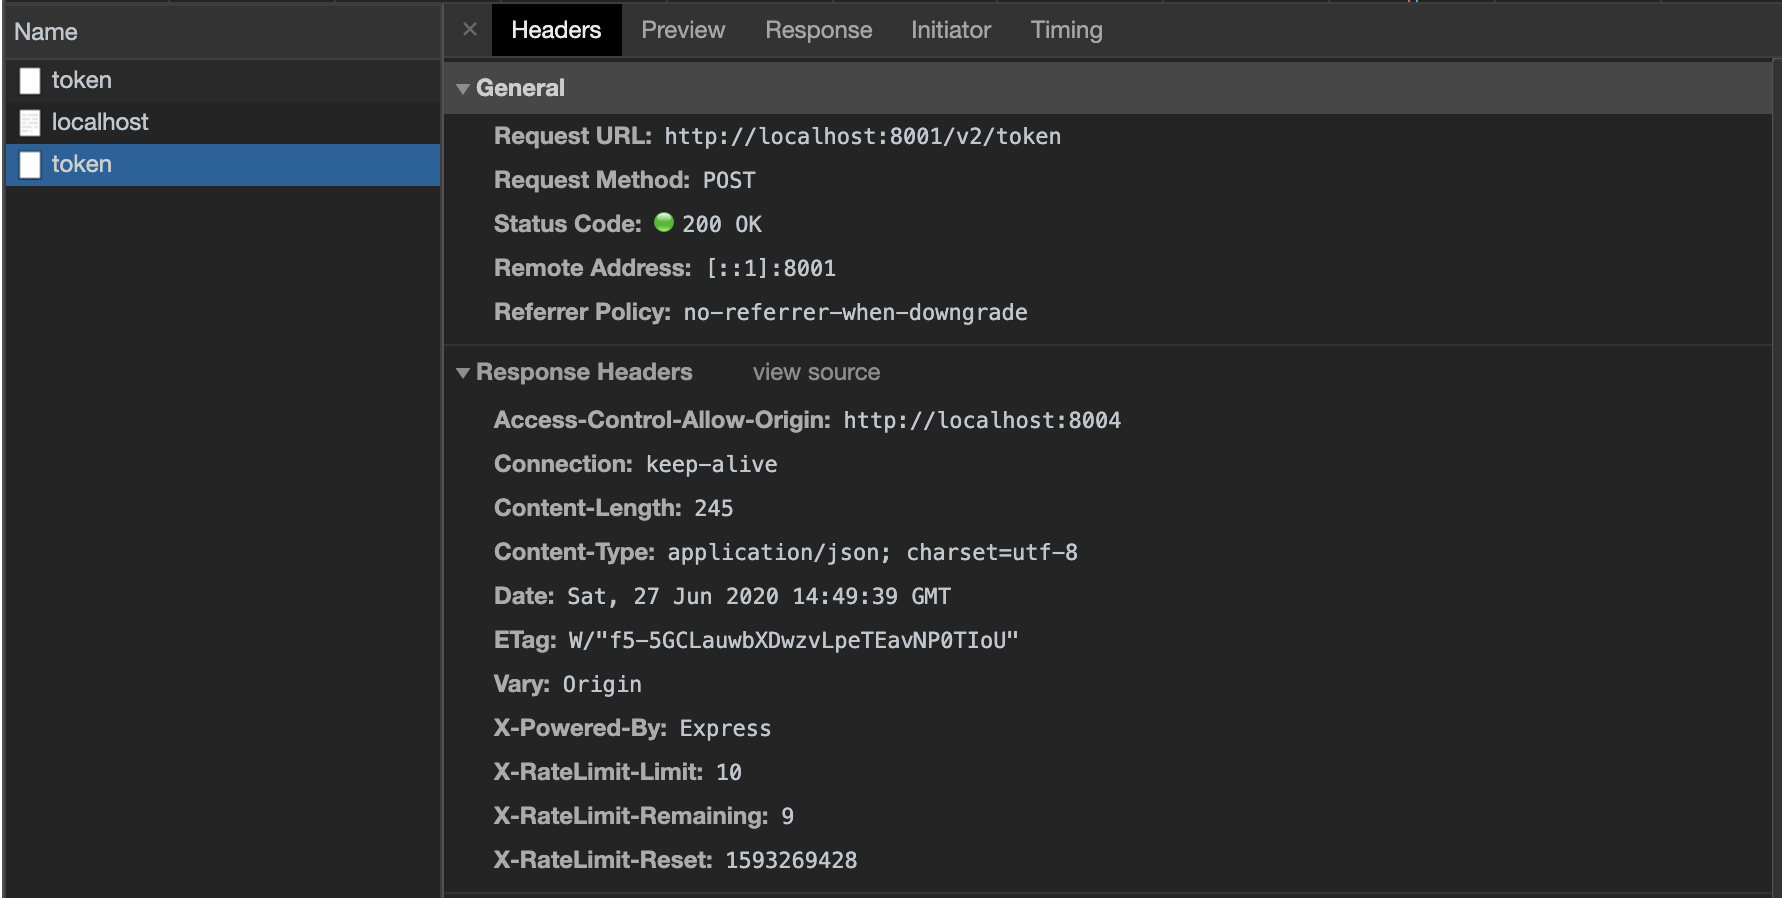 Name
token
localhost
token
× Headers Preview Response Initiator Timing
General
Request URL: http://localhost:8001/v2/token
Request Method: POST
Status Code: 200 OK
Remote Address: [::1]:8001
Referrer Policy: no-referrer-when-downgrade
Response Headers view source
Access-Control-Allow-Origin: http://localhost:8004
Connection: keep-alive
Content-Length: 245
Content-Type: application/json; charset=utf-8
Date: Sat, 27 Jun 2020 14:49:39 GMT
ETag: W/"f5-5GCLauwbXDwzvLpeTEavNP0TIoU"
Vary: Origin
X-Powered-By: Express
X-RateLimit-Limit: 10
X-RateLimit-Remaining: 9
X-RateLimit-Reset: 1593269428